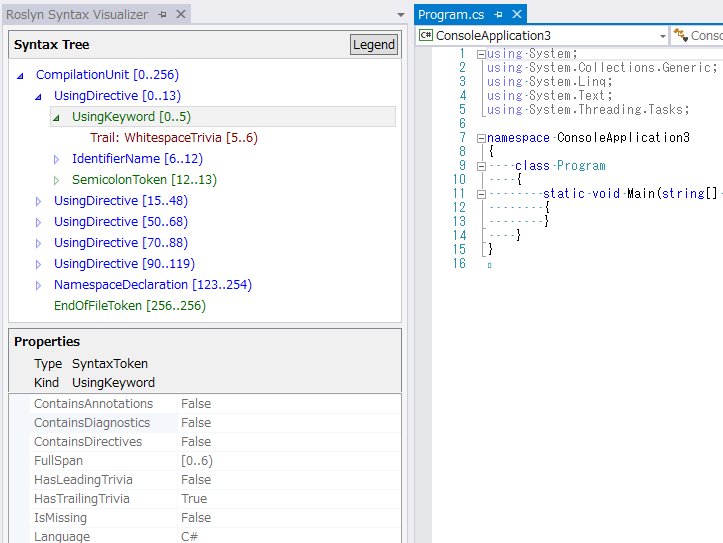 Roslyn Syntax Visualizer
Syntax Tree
Legend
CompilationUnit [0..256)
UsingDirective [0..13)
UsingKeyword [0..5)
Trail: WhitespaceTrivia [5..6)
IdentifierName [6..12)
SemicolonToken [12..13)
UsingDirective [15..48)
UsingDirective [50..68)
UsingDirective [70..88)
UsingDirective [90..119)
NamespaceDeclaration [123..254)
EndOfFileToken [256..256)
Properties
Type SyntaxToken
Kind UsingKeyword
ContainsAnnotations False
ContainsDiagnostics False
ContainsDirectives False
FullSpan [0..6)
HasLeadingTrivia False
HasTrailingTrivia True
IsMissing False
Language C#
Program.cs
C# ConsoleApplication3
Conso
1 using System;
2 using System.Collections.Generic;
3 using System.Linq;
4 using System.Text;
5 using System.Threading.Tasks;
6
7 namespace ConsoleApplication3
8 {
9 class Program
10 {
11 static void Main(string[]
12 {
13 }
14 }
15 }
16